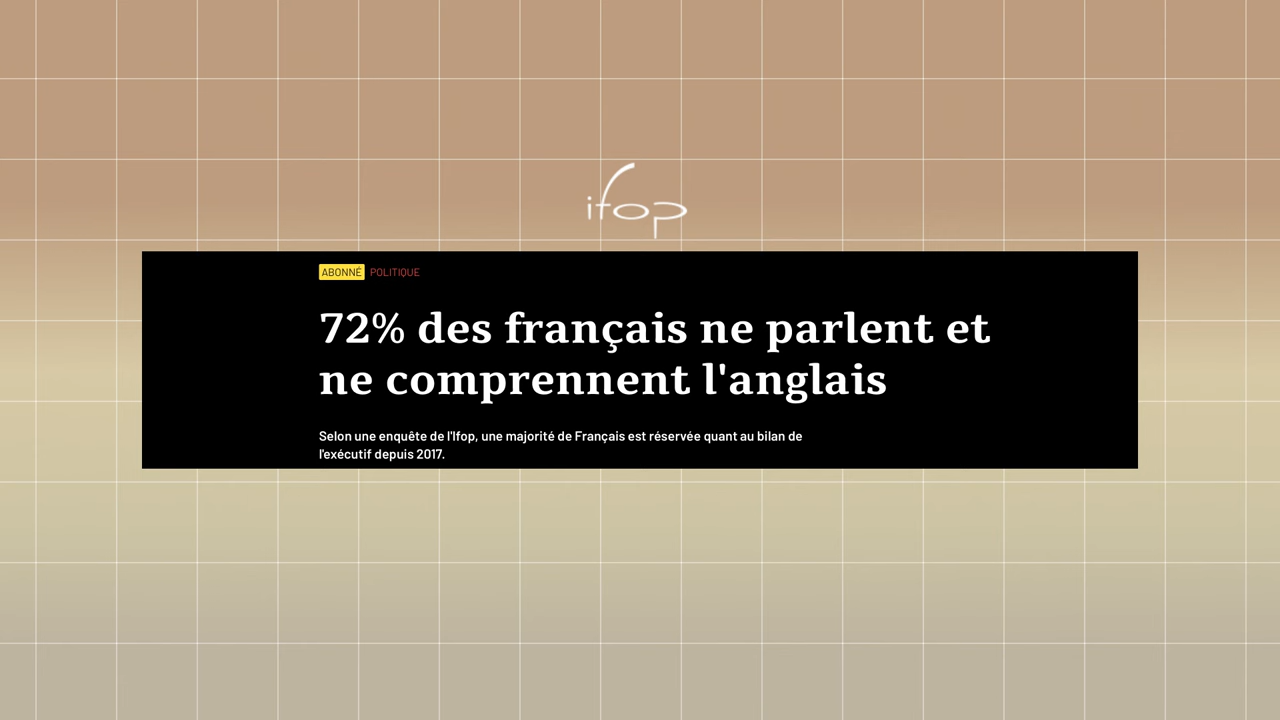 ifop
ABONNÉ POLITIQUE
72% des français ne parlent et
ne comprennent l'anglais
Selon une enquête de l'Ifop, une majorité de Français est réservée quant au bilan de
l'exécutif depuis 2017.